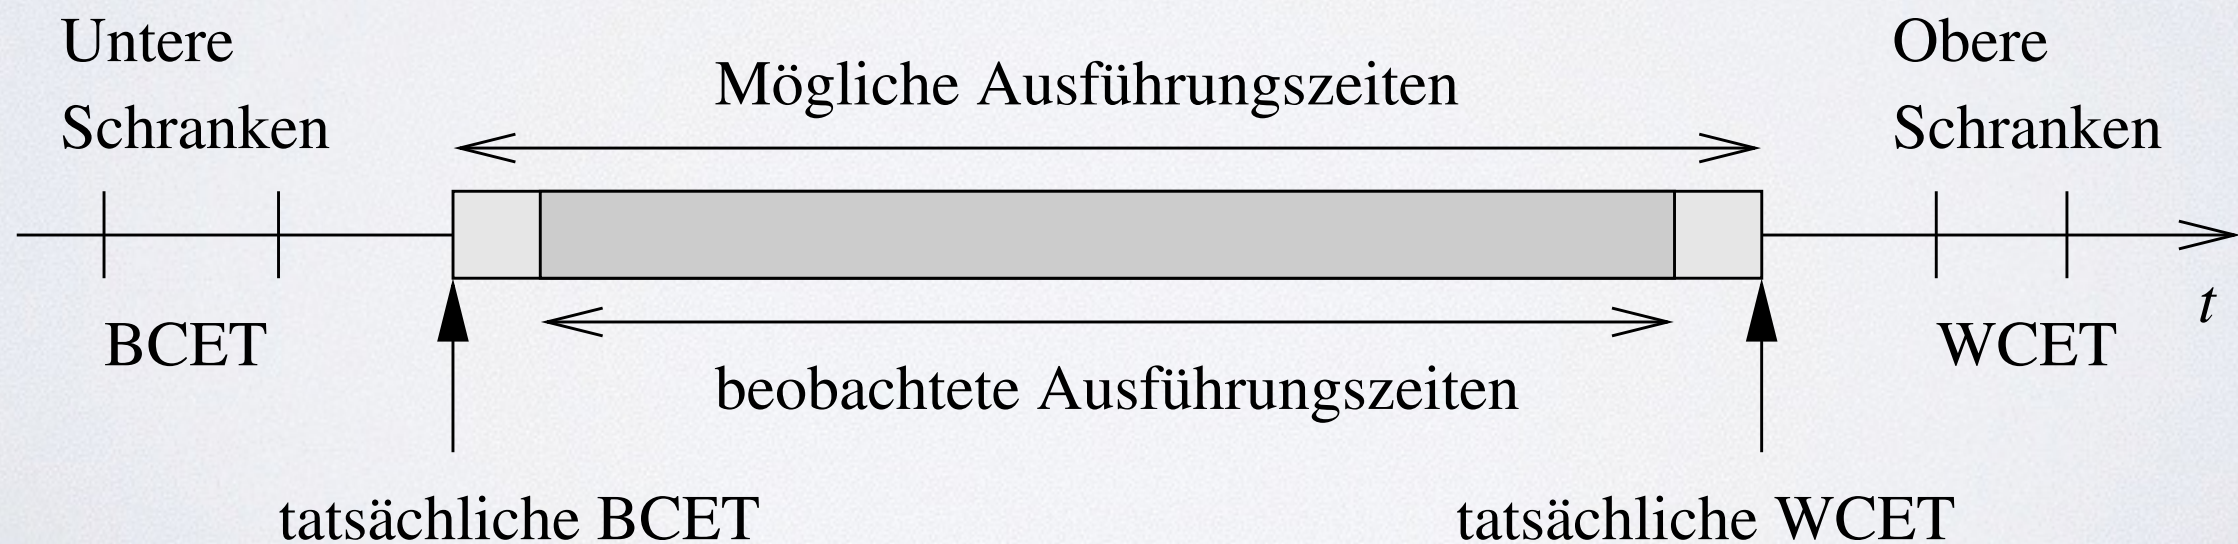 Untere
Schranken
Mögliche Ausführungszeiten
Obere
Schranken
BCET
beobachtete Ausführungszeiten
WCET
t
tatsächliche BCET
tatsächliche WCET